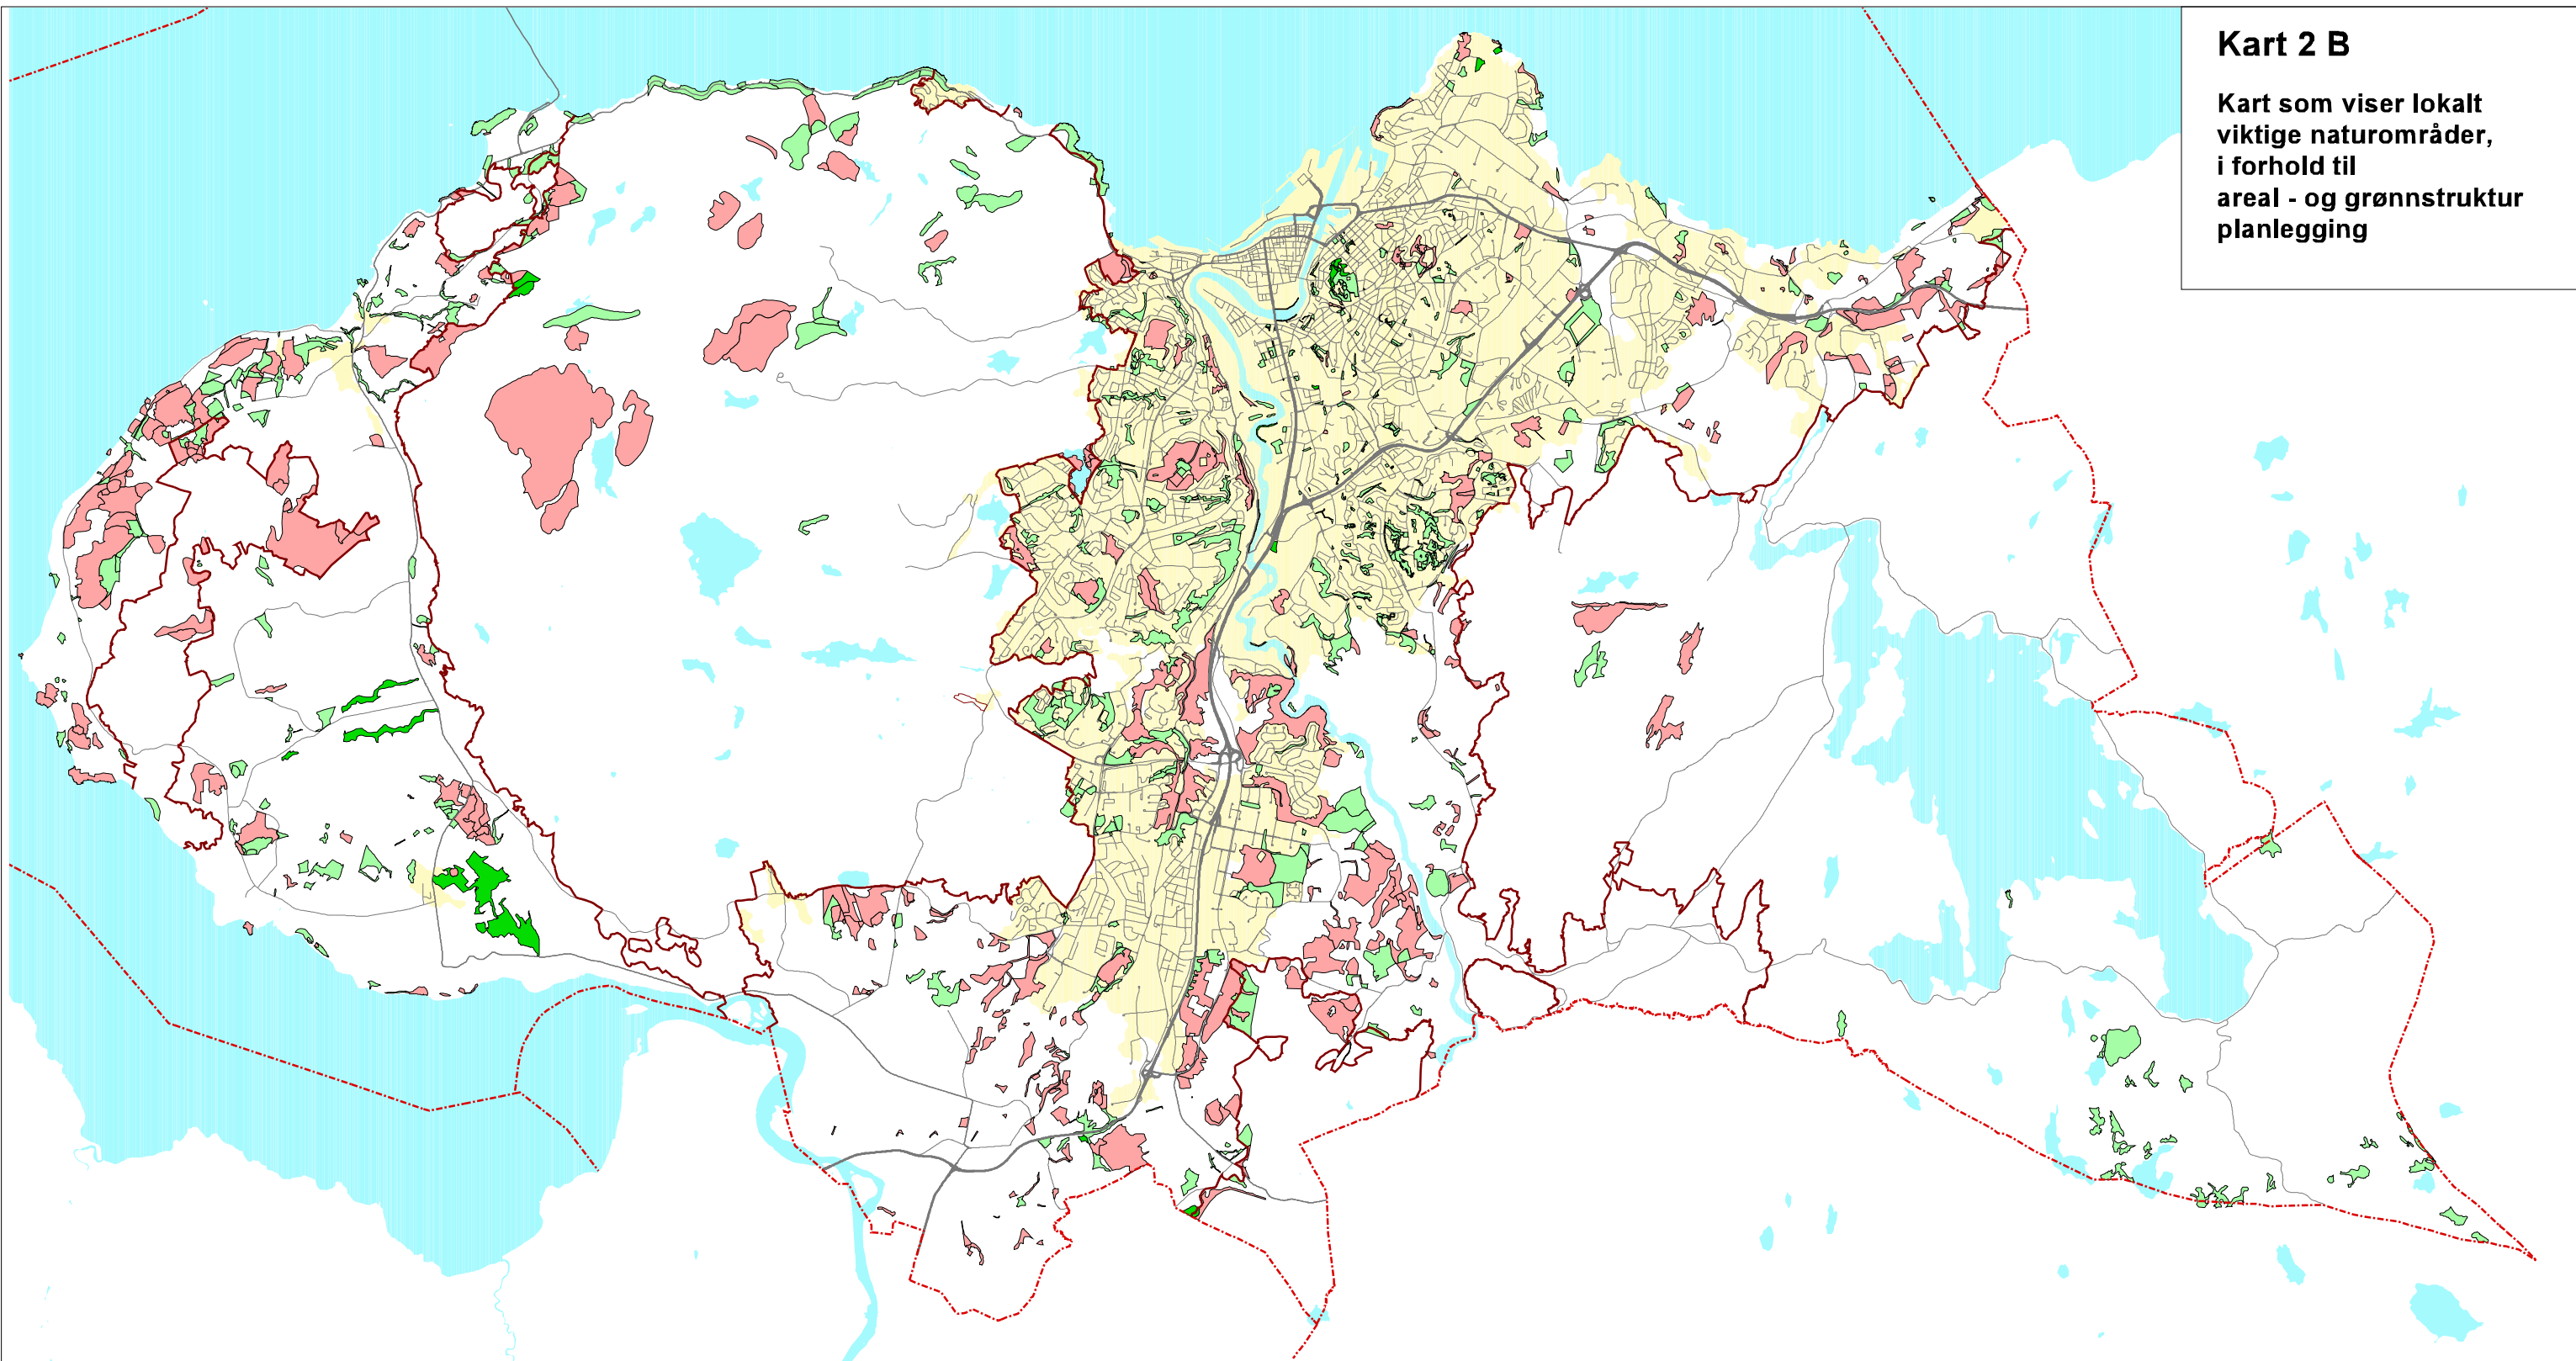 Kart 2 B
Kart som viser lokalt
viktige naturområder,
i forhold til
areal - og grønnstruktur
planlegging